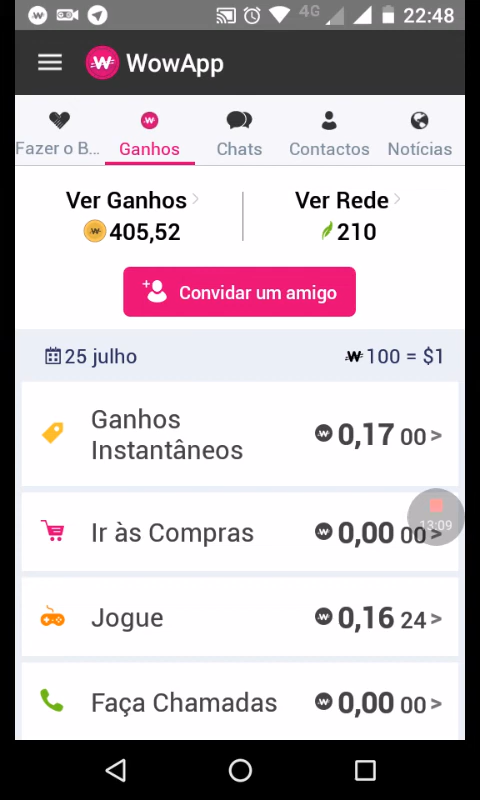 4G 22:48
WowApp
Fazer o B... Ganhos Chats Contactos Notícias
Ver Ganhos Ver Rede
405,52 210
Convidar um amigo
25 julho W 100 = $1
Ganhos
Instantâneos
0,17 00 >
Ir às Compras 0,00 00 >
13:09
Jogue 0,16 24 >
Faça Chamadas 0,00 00 >